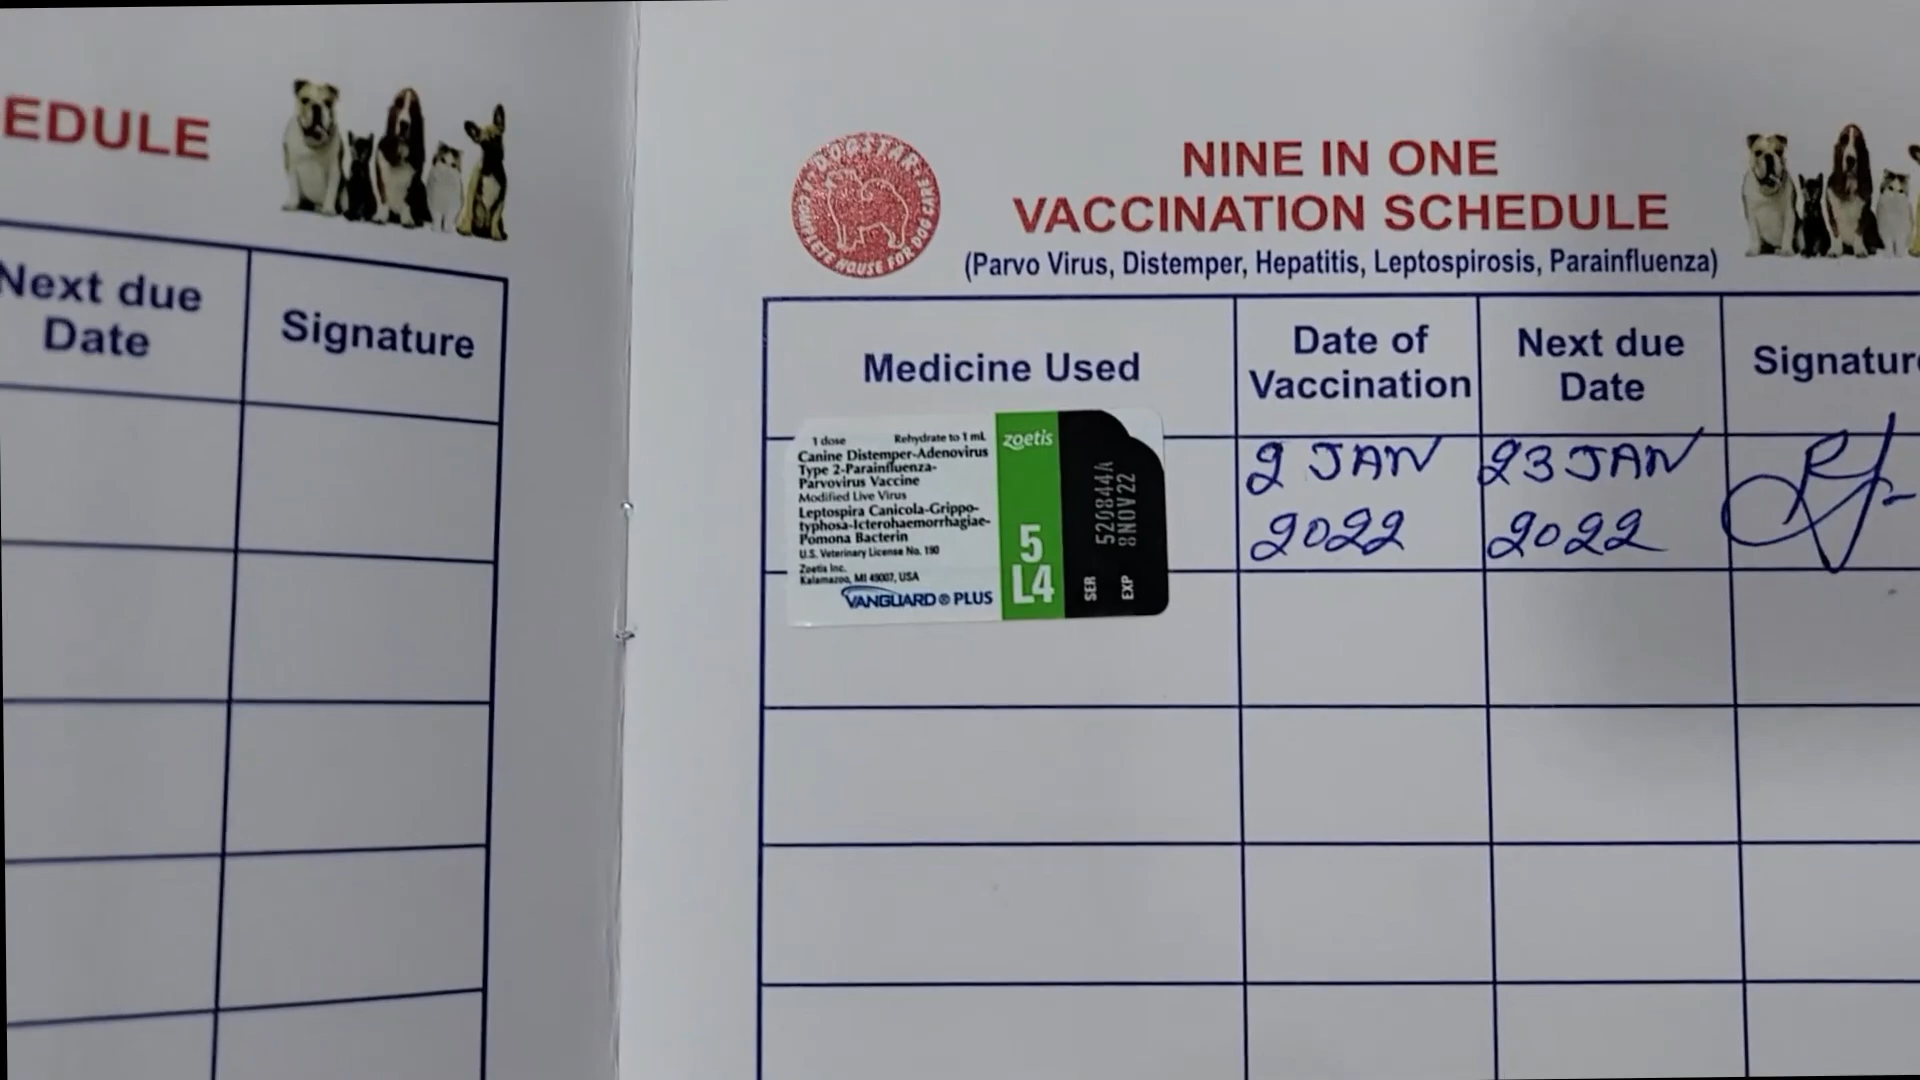 EDULE
Next due
Date
Signature
DOGSTAR
A COMPLETE HOUSE FOR DOG CARE
NINE IN ONE
VACCINATION SCHEDULE
(Parvo Virus, Distemper, Hepatitis, Leptospirosis, Parainfluenza)
Medicine Used
Date of
Vaccination
Next due
Date
Signature
1 dose Rehydrate to 1 mL
Canine Distemper-Adenovirus
Type 2-Parainfluenza-
Parvovirus Vaccine
Modified Live Virus
Leptospira Canicola-Grippo-
typhosa-Icterohaemorrhagiae-
Pomona Bacterin
U.S. Veterinary License No. 190
Zoetis Inc.
Kalamazoo, MI 49007, USA
VANGUARD® PLUS
zoetis
5
L4
SER 520844A
EXP 8NOV22
2 JAN
2022
23 JAN
2022